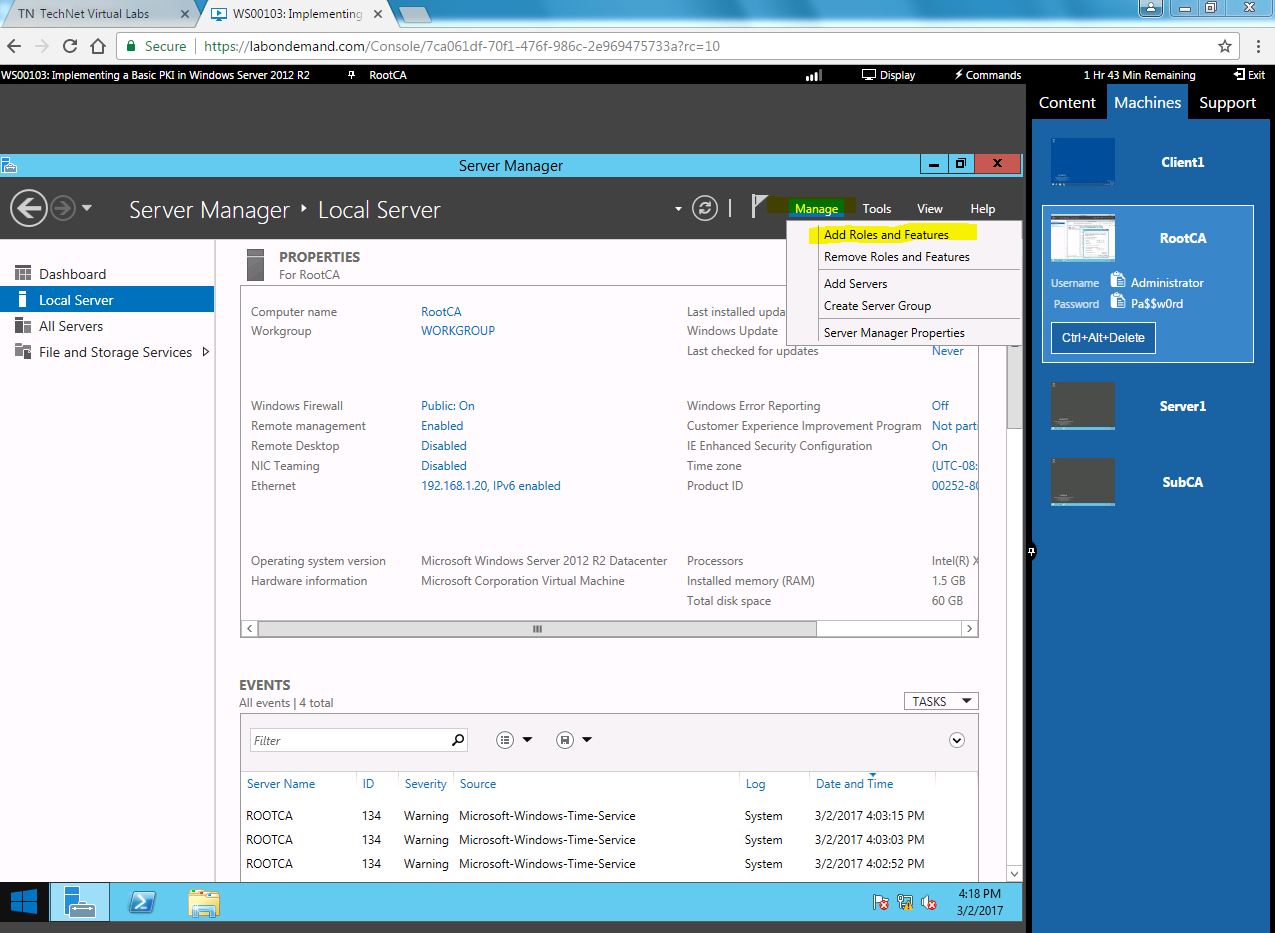 TN TechNet Virtual Labs
WS00103: Implementing
Secure
https://labondemand.com/Console/7ca061df-70f1-476f-986c-2e969475733a?rc=10
WS00103: Implementing a Basic PKI in Windows Server 2012 R2 RootCA Display Commands 1 Hr 43 Min Remaining Exit
Content Machines Support
Server Manager
Server Manager Local Server
Manage Tools View Help
Add Roles and Features
Remove Roles and Features
Add Servers
Create Server Group
Server Manager Properties
Dashboard
Local Server
All Servers
File and Storage Services
PROPERTIES
For RootCA
Computer name RootCA Last installed upda
Workgroup WORKGROUP Windows Update
Last checked for updates Never
Windows Firewall Public: On Windows Error Reporting Off
Remote management Enabled Customer Experience Improvement Program Not parti
Remote Desktop Disabled IE Enhanced Security Configuration On
NIC Teaming Disabled Time zone (UTC-08:
Ethernet 192.168.1.20, IPv6 enabled Product ID 00252-80
Operating system version Microsoft Windows Server 2012 R2 Datacenter Processors Intel(R) X
Hardware information Microsoft Corporation Virtual Machine Installed memory (RAM) 1.5 GB
Total disk space 60 GB
EVENTS
All events | 4 total
TASKS
Filter
Server Name ID Severity Source Log Date and Time
ROOTCA 134 Warning Microsoft-Windows-Time-Service System 3/2/2017 4:03:15 PM
ROOTCA 134 Warning Microsoft-Windows-Time-Service System 3/2/2017 4:03:03 PM
ROOTCA 134 Warning Microsoft-Windows-Time-Service System 3/2/2017 4:02:52 PM
4:18 PM
3/2/2017
Client1
RootCA
Username Administrator
Password Pa$$w0rd
Ctrl+Alt+Delete
Server1
SubCA